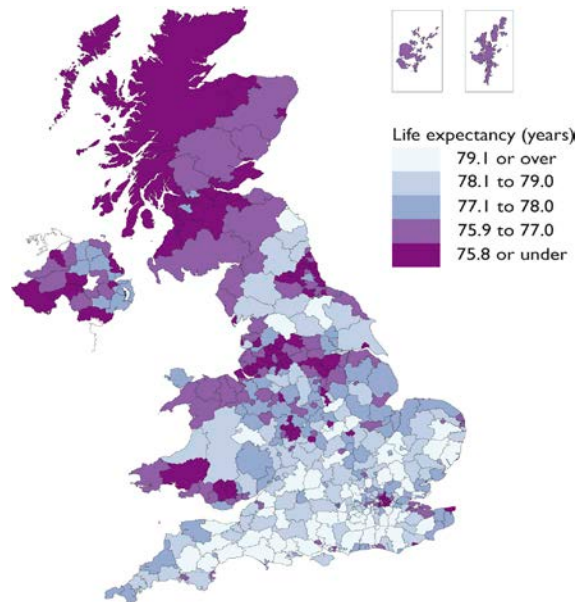 Life expectancy (years)
79.1 or over
78.1 to 79.0
77.1 to 78.0
75.9 to 77.0
75.8 or under